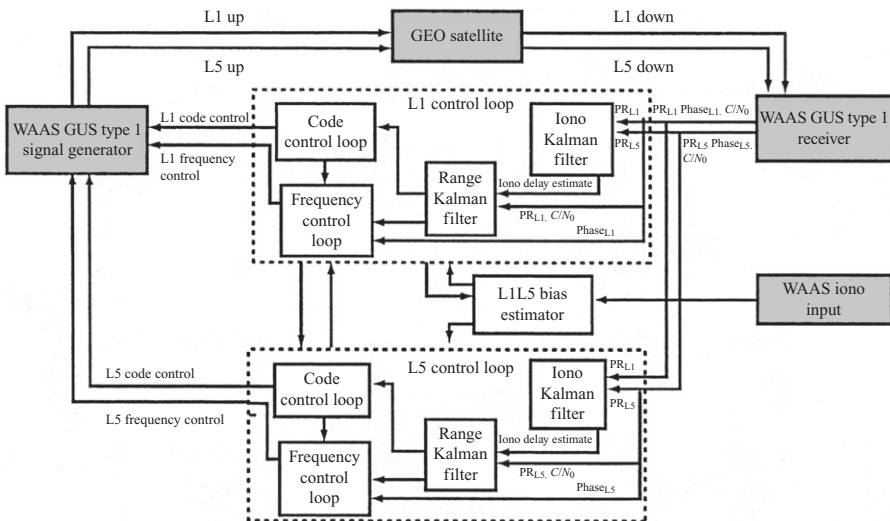 L1 up
GEO satellite
L1 down
L5 up
L5 down
WAAS GUS type 1
signal generator
L1 code control
L1 frequency
control
L1 control loop
Code
control loop
Frequency
control
loop
Range
Kalman
filter
Iono
Kalman
filter
Iono delay estimate
PRL1. C/N0
PhaseL1
PRL1
PRL5
PRL1 PhaseL1. C/N0
PRL5 PhaseL5.
C/N0
WAAS GUS type 1
receiver
L1L5 bias
estimator
WAAS iono
input
L5 code control
L5 frequency control
L5 control loop
Code
control loop
Frequency
control
loop
Range
Kalman
filter
Iono
Kalman
filter
PRL1
PRL5
Iono delay estimate
PRL5. C/N0
PhaseL5